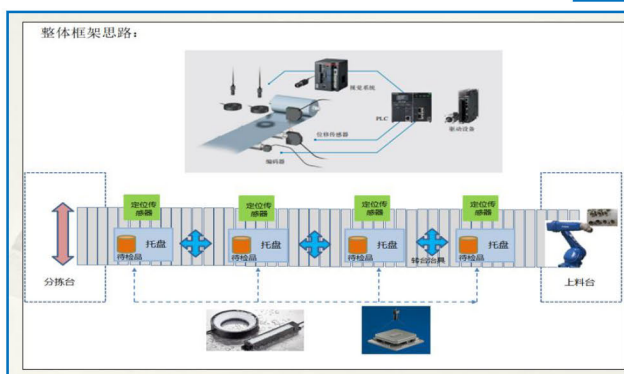 整体框架思路：
视觉系统
PLC
驱动设备
位移传感器
编码器
定位传
感器
定位传
感器
定位传
感器
定位传
感器
托盘
待检品
托盘
待检品
托盘
待检品
转台治具
托盘
待检品
分拣台
上料台